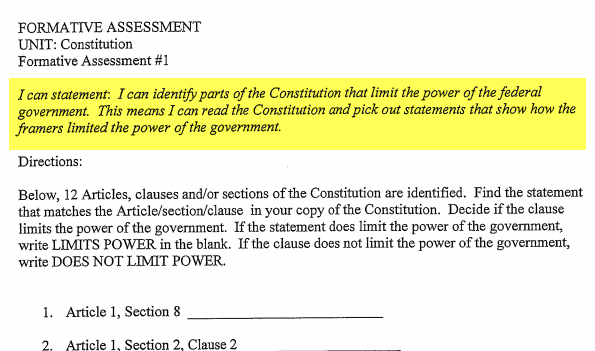 FORMATIVE ASSESSMENT
UNIT: Constitution
Formative Assessment #1
I can statement: I can identify parts of the Constitution that limit the power of the federal
government. This means I can read the Constitution and pick out statements that show how the
framers limited the power of the government.
Directions:
Below, 12 Articles, clauses and/or sections of the Constitution are identified. Find the statement
that matches the Article/section/clause in your copy of the Constitution. Decide if the clause
limits the power of the government. If the statement does limit the power of the government,
write LIMITS POWER in the blank. If the clause does not limit the power of the government,
write DOES NOT LIMIT POWER.
1. Article 1, Section 8 ____________________
2. Article 1, Section 2, Clause 2 ____________________